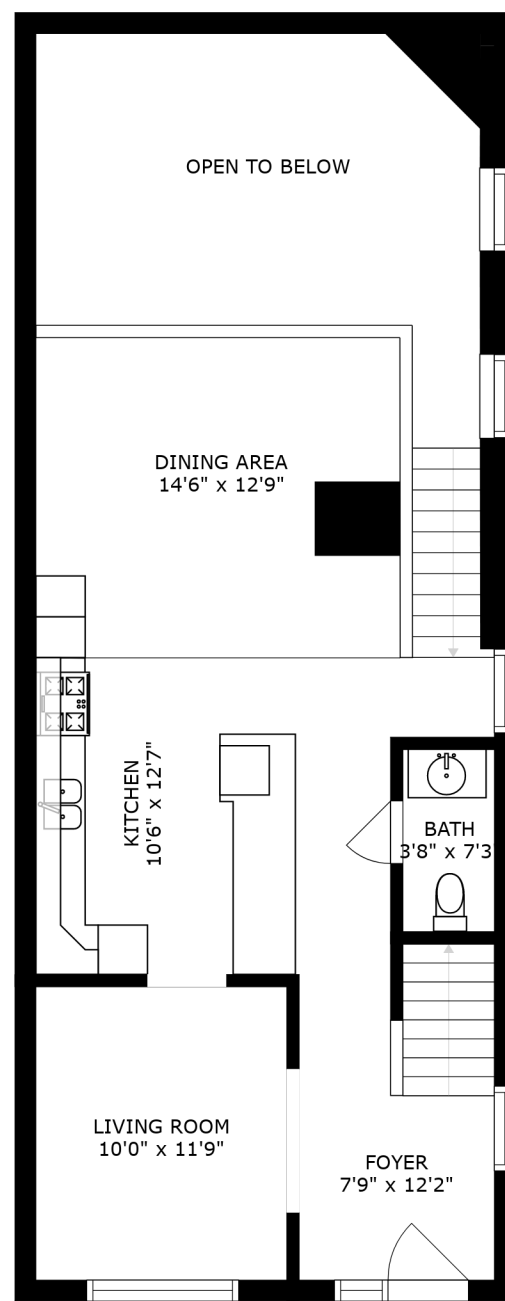 OPEN TO BELOW
DINING AREA
14'6" x 12'9"
KITCHEN
10'6" x 12'7"
BATH
3'8" x 7'3
LIVING ROOM
10'0" x 11'9"
FOYER
7'9" x 12'2"